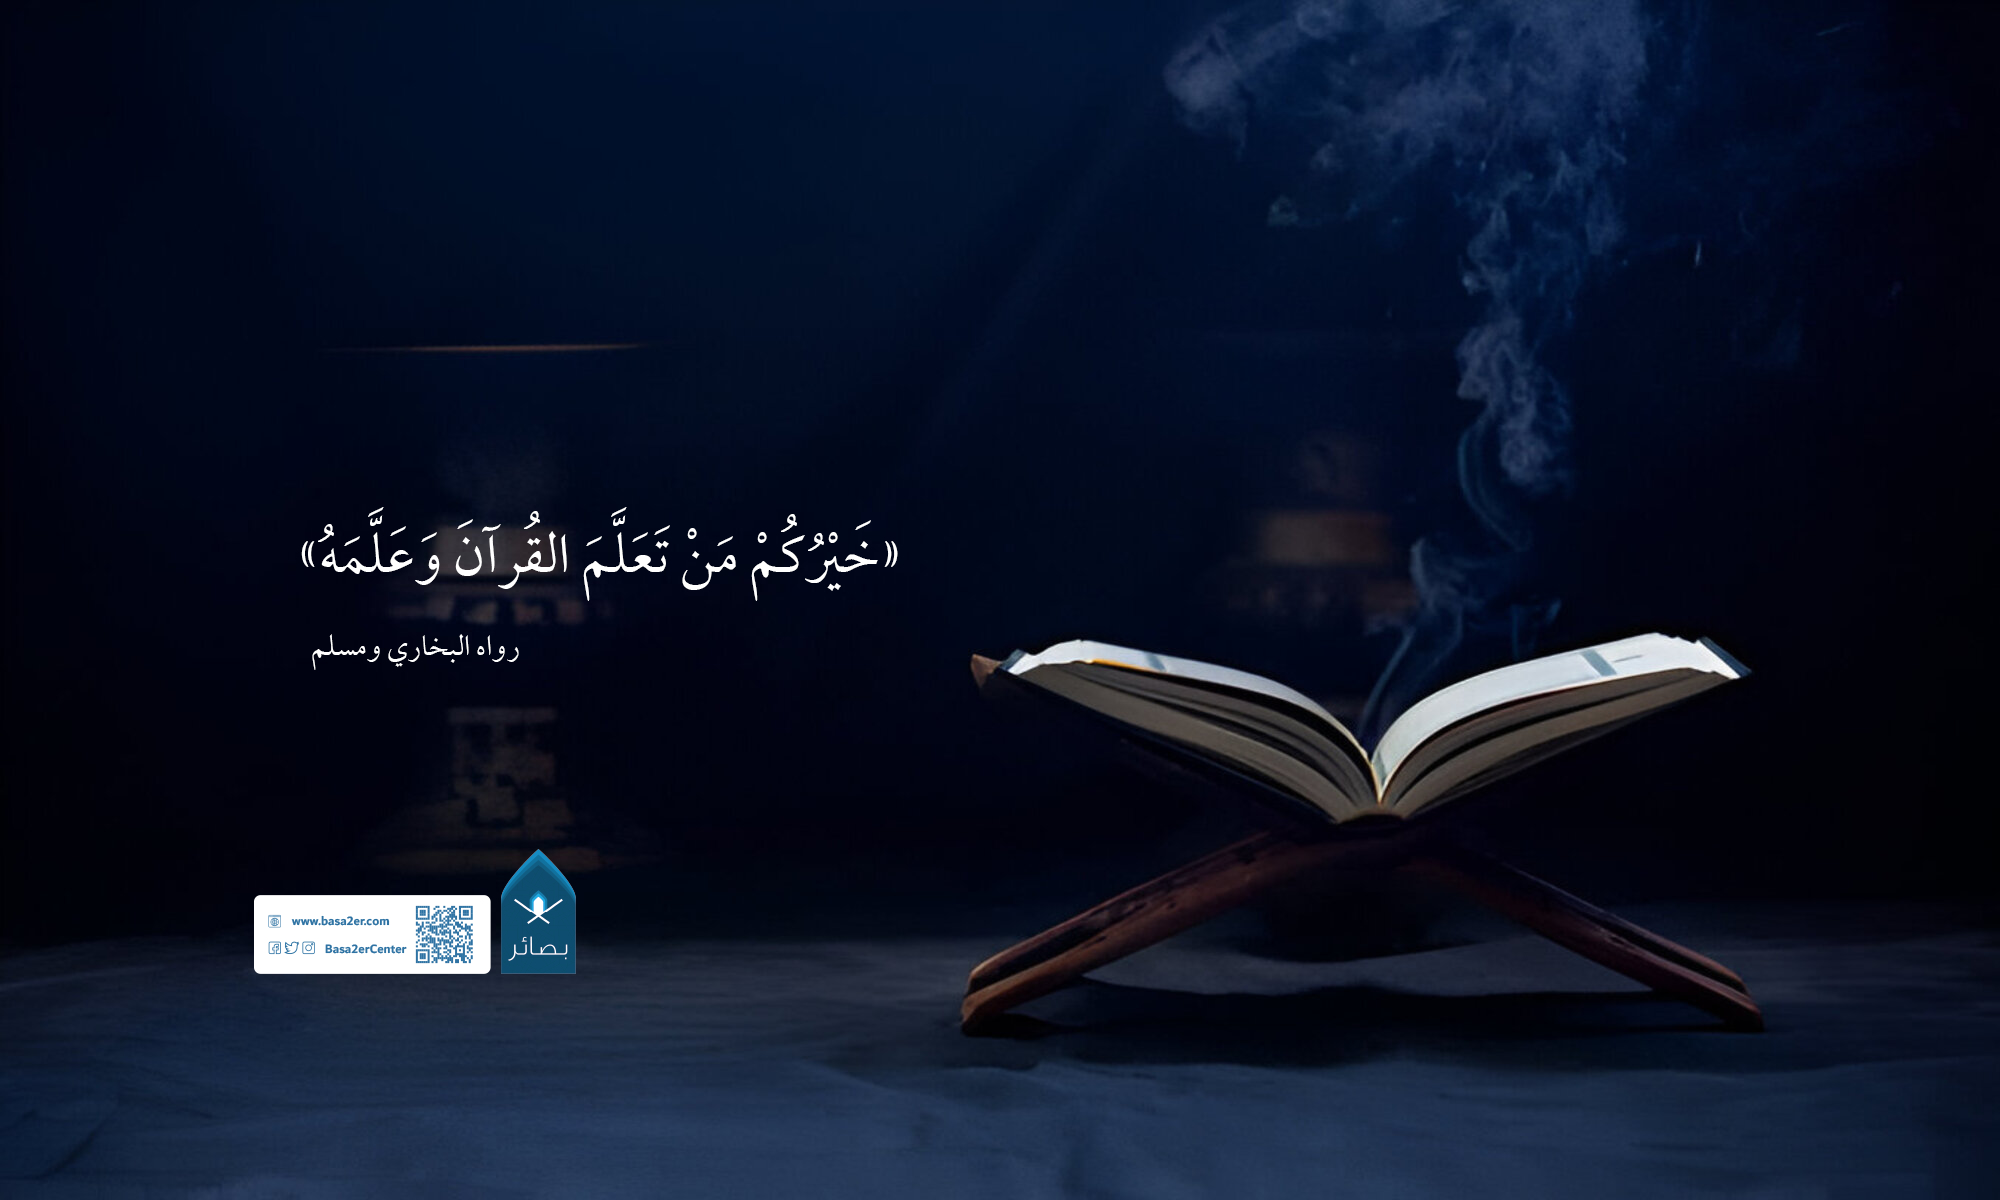 «خَيْرُكُمْ مَنْ تَعَلَّمَ القُرآنَ وَعَلَّمَهُ»
رواه البخاري ومسلم
بصائر
www.basa2er.com
Basa2erCenter